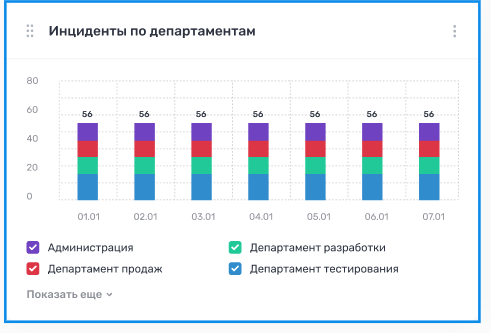 Инциденты по департаментам
80
60
40
20
0
56 56 56 56 56 56 56
01.01 02.01 03.01 04.01 05.01 06.01 07.01
Администрация Департамент разработки
Департамент продаж Департамент тестирования
Показать еще